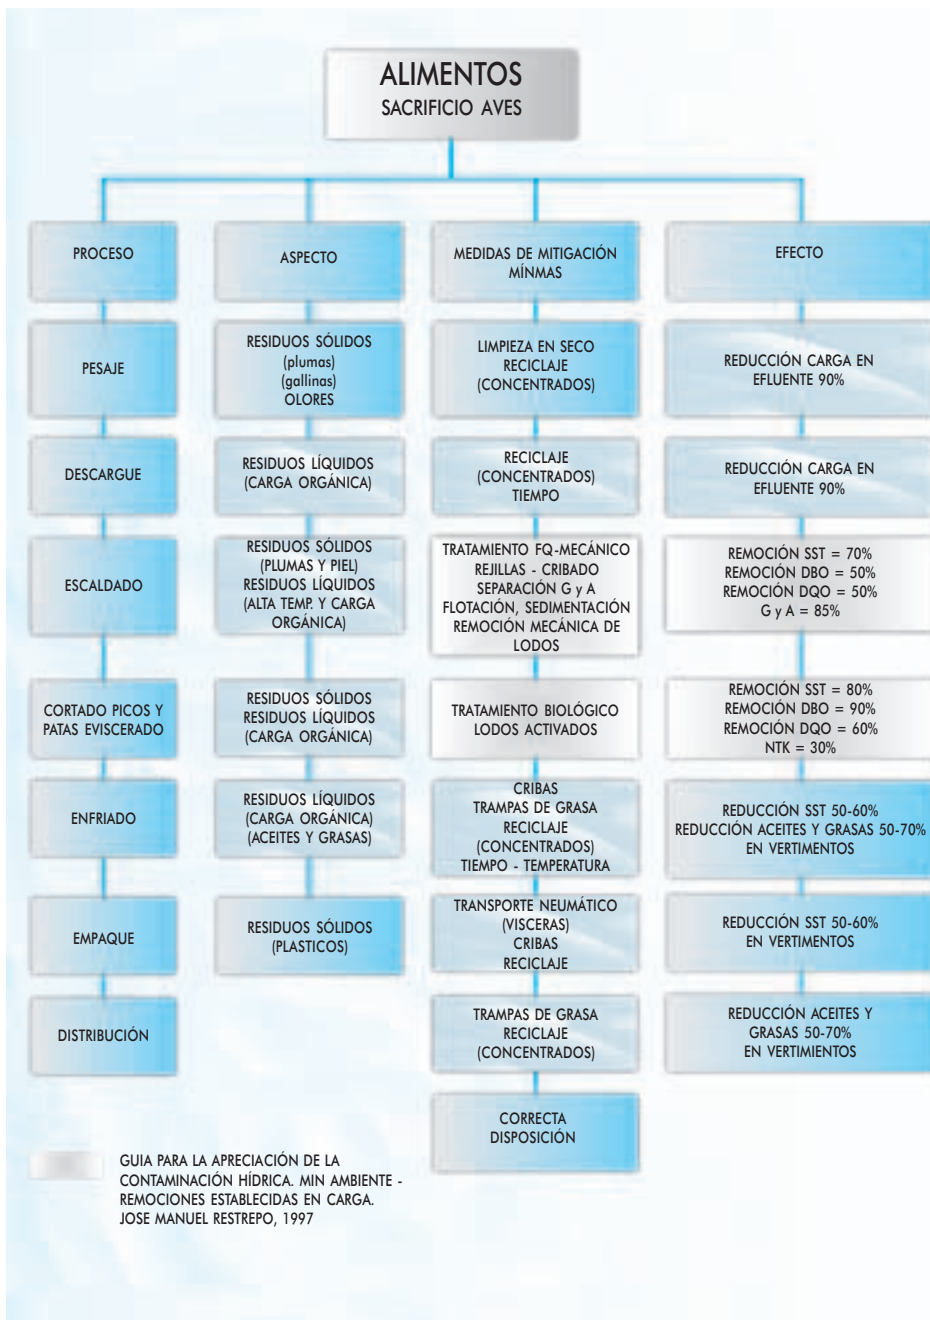 ALIMENTOS
SACRIFICIO AVES
PROCESO
ASPECTO
MEDIDAS DE MITIGACIÓN
MÍNMAS
EFECTO
PESAJE
RESIDUOS SÓLIDOS
(plumas)
(gallinas)
OLORES
LIMPIEZA EN SECO
RECICLAJE
(CONCENTRADOS)
REDUCCIÓN CARGA EN
EFLUENTE 90%
DESCARGUE
RESIDUOS LÍQUIDOS
(CARGA ORGÁNICA)
RECICLAJE
(CONCENTRADOS)
TIEMPO
REDUCCIÓN CARGA EN
EFLUENTE 90%
ESCALDADO
RESIDUOS SÓLIDOS
(PLUMAS Y PIEL)
RESIDUOS LÍQUIDOS
(ALTA TEMP. Y CARGA
ORGÁNICA)
TRATAMIENTO FQ-MECÁNICO
REJILLAS - CRIBADO
SEPARACIÓN G y A
FLOTACIÓN, SEDIMENTACIÓN
REMOCIÓN MECÁNICA DE
LODOS
REMOCIÓN SST = 70%
REMOCIÓN DBO = 50%
REMOCIÓN DQO = 50%
G y A = 85%
CORTADO PICOS Y
PATAS EVISCERADO
RESIDUOS SÓLIDOS
RESIDUOS LÍQUIDOS
(CARGA ORGÁNICA)
TRATAMIENTO BIOLÓGICO
LODOS ACTIVADOS
REMOCIÓN SST = 80%
REMOCIÓN DBO = 90%
REMOCIÓN DQO = 60%
NTK = 30%
ENFRIADO
RESIDUOS LÍQUIDOS
(CARGA ORGÁNICA)
(ACEITES Y GRASAS)
CRIBAS
TRAMPAS DE GRASA
RECICLAJE
(CONCENTRADOS)
TIEMPO - TEMPERATURA
REDUCCIÓN SST 50-60%
REDUCCIÓN ACEITES Y GRASAS 50-70%
EN VERTIMENTOS
EMPAQUE
RESIDUOS SÓLIDOS
(PLASTICOS)
TRANSPORTE NEUMÁTICO
(VISCERAS)
CRIBAS
RECICLAJE
REDUCCIÓN SST 50-60%
EN VERTIMENTOS
DISTRIBUCIÓN
TRAMPAS DE GRASA
RECICLAJE
(CONCENTRADOS)
REDUCCIÓN ACEITES Y
GRASAS 50-70%
EN VERTIMIENTOS
CORRECTA
DISPOSICIÓN
GUIA PARA LA APRECIACIÓN DE LA
CONTAMINACIÓN HÍDRICA. MIN AMBIENTE -
REMOCIONES ESTABLECIDAS EN CARGA.
JOSE MANUEL RESTREPO, 1997